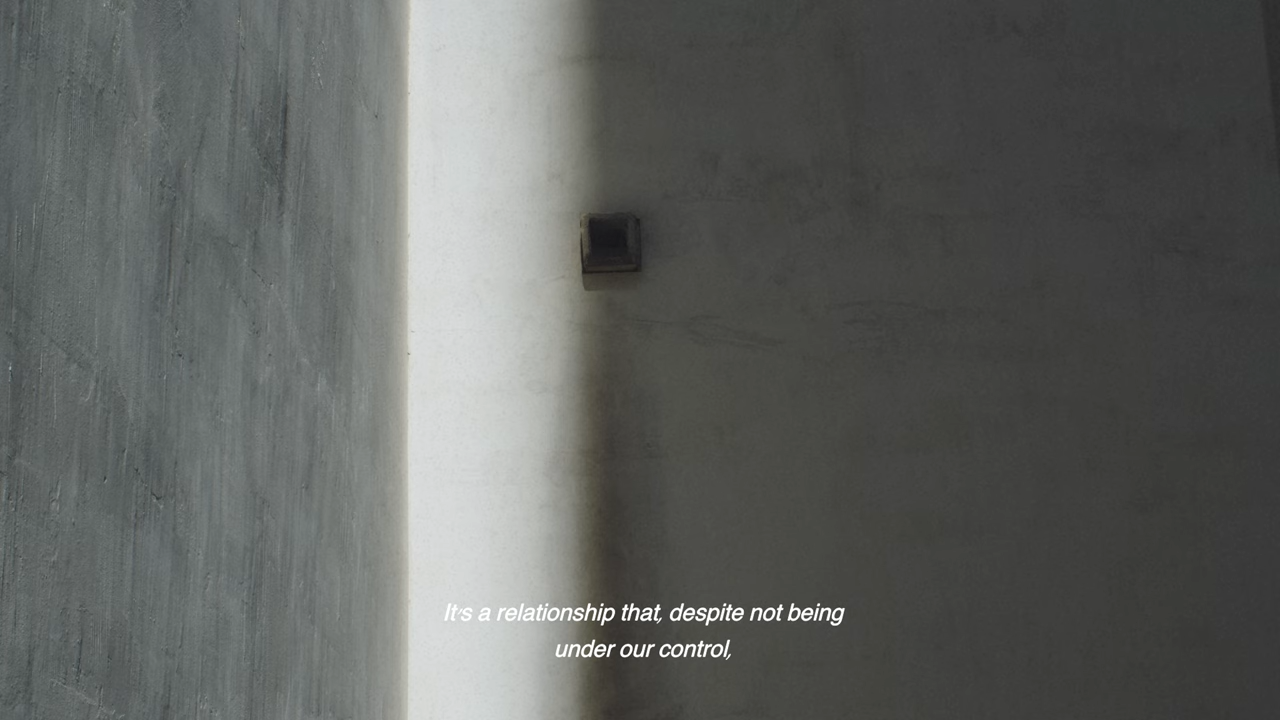 It's a relationship that, despite not being
under our control,